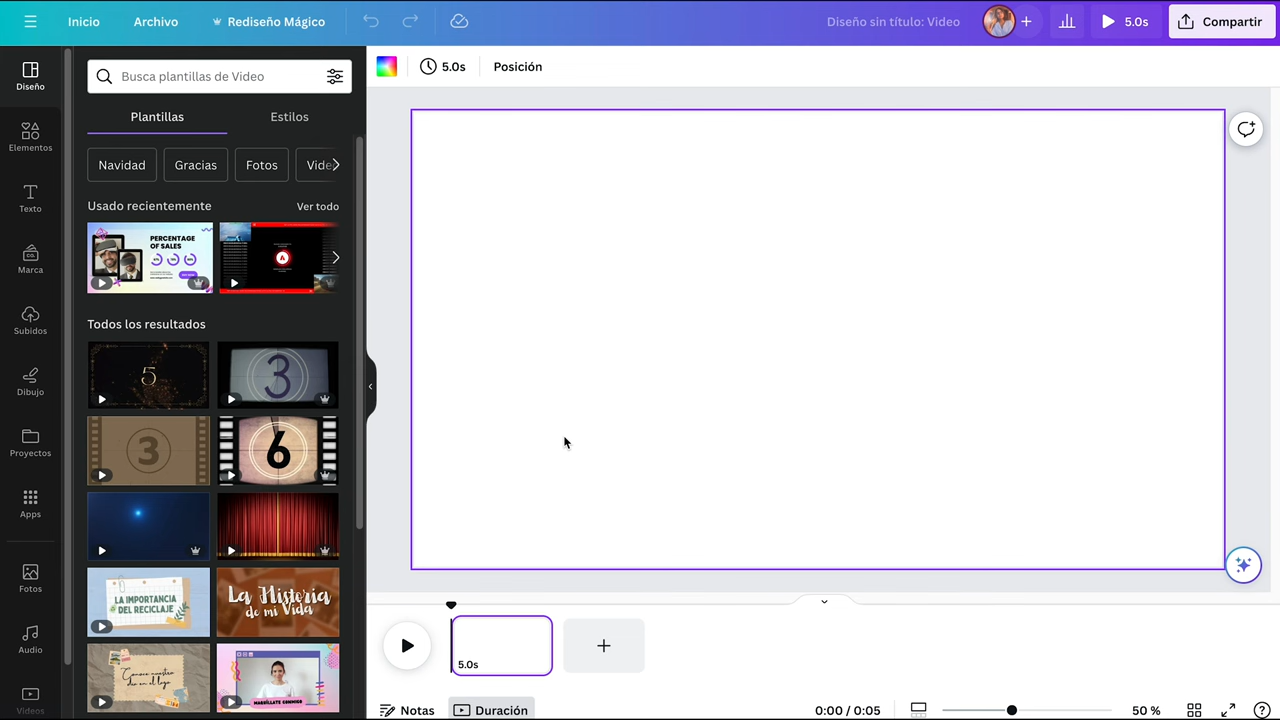 Inicio Archivo Rediseño Mágico Diseño sin título: Video 5.0s Compartir
Diseño
Elementos
Texto
Marca
Subidos
Dibujo
Proyectos
Apps
Fotos
Audio
Videos
Busca plantillas de Video
Plantillas Estilos
Navidad Gracias Fotos Vide
Usado recientemente Ver todo
PERCENTAGE
OF SALES
Todos los resultados
5 3
3 6
LA IMPORTANCIA
DEL RECICLAJE
La Historia
de mi Vida
MAQUÍLLATE CONMIGO
5.0s Posición
5.0s
Notas Duración 0:00 / 0:05 50 %